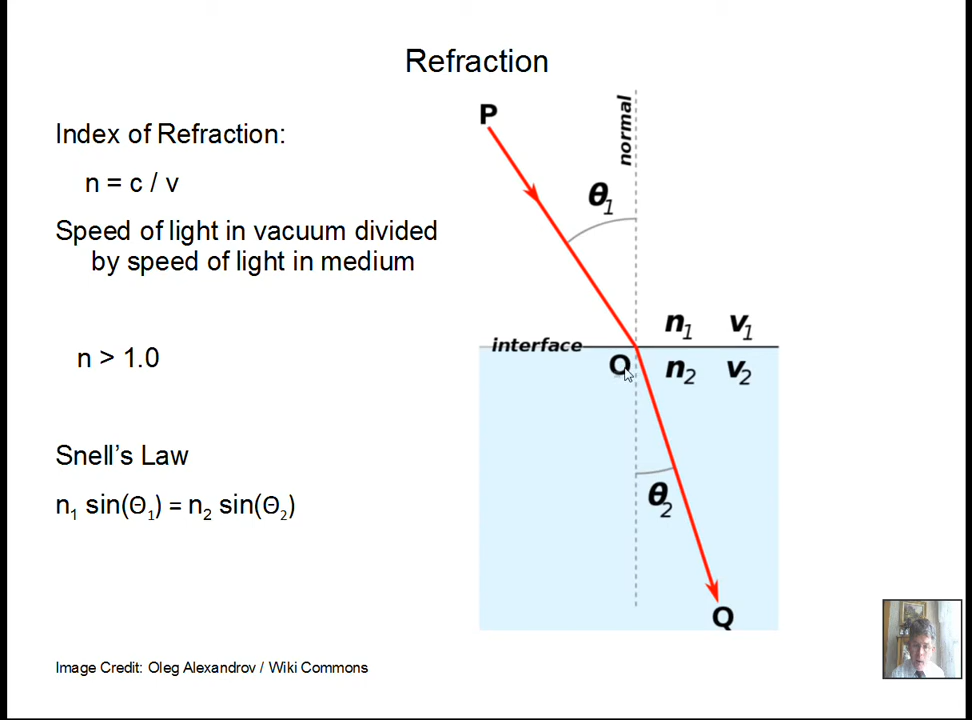 Refraction
Index of Refraction:
n = c / v
Speed of light in vacuum divided
by speed of light in medium
n > 1.0
Snell’s Law
n₁ sin(Θ₁) = n₂ sin(Θ₂)
P
normal
θ₁
n₁ v₁
interface
O
n₂ v₂
θ₂
Q
Image Credit: Oleg Alexandrov / Wiki Commons